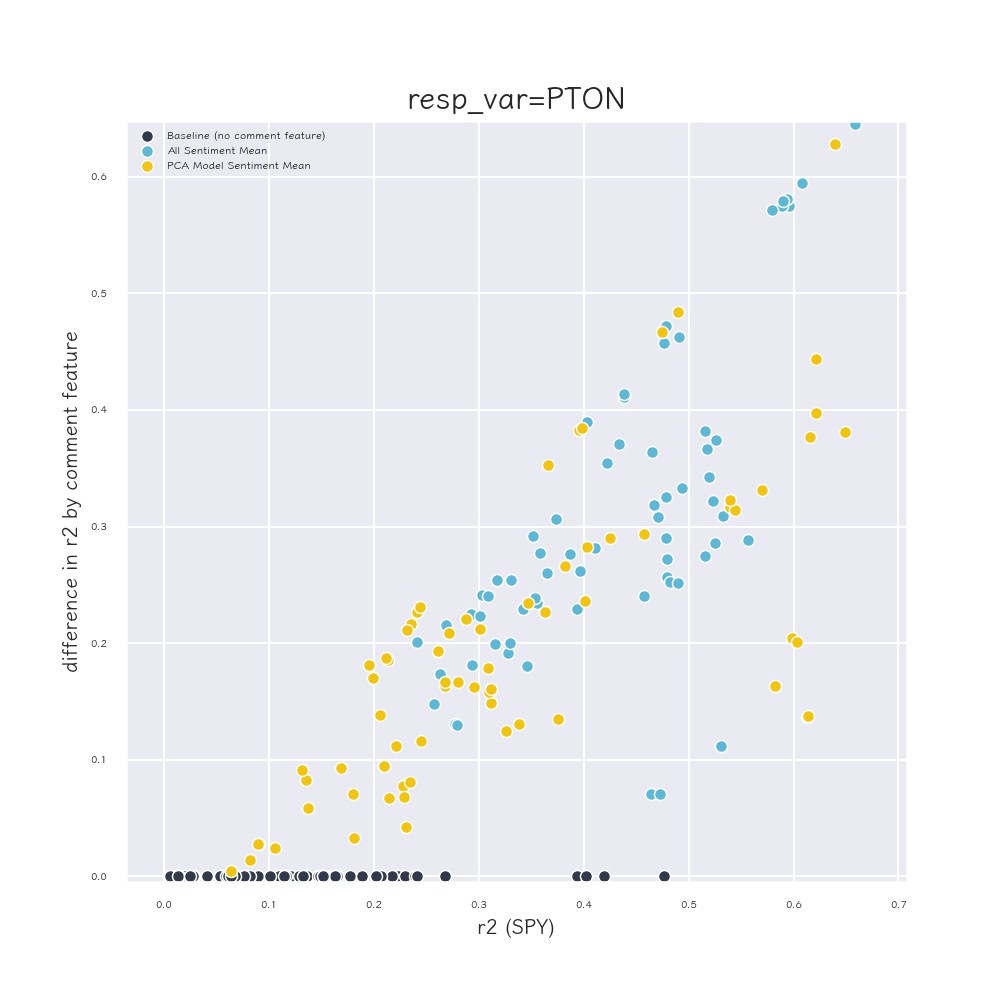 resp_var=PTON
Baseline (no comment feature)
All Sentiment Mean
PCA Model Sentiment Mean
difference in r2 by comment feature
0.6
0.5
0.4
0.3
0.2
0.1
0.0
0.0 0.1 0.2 0.3 0.4 0.5 0.6 0.7
r2 (SPY)